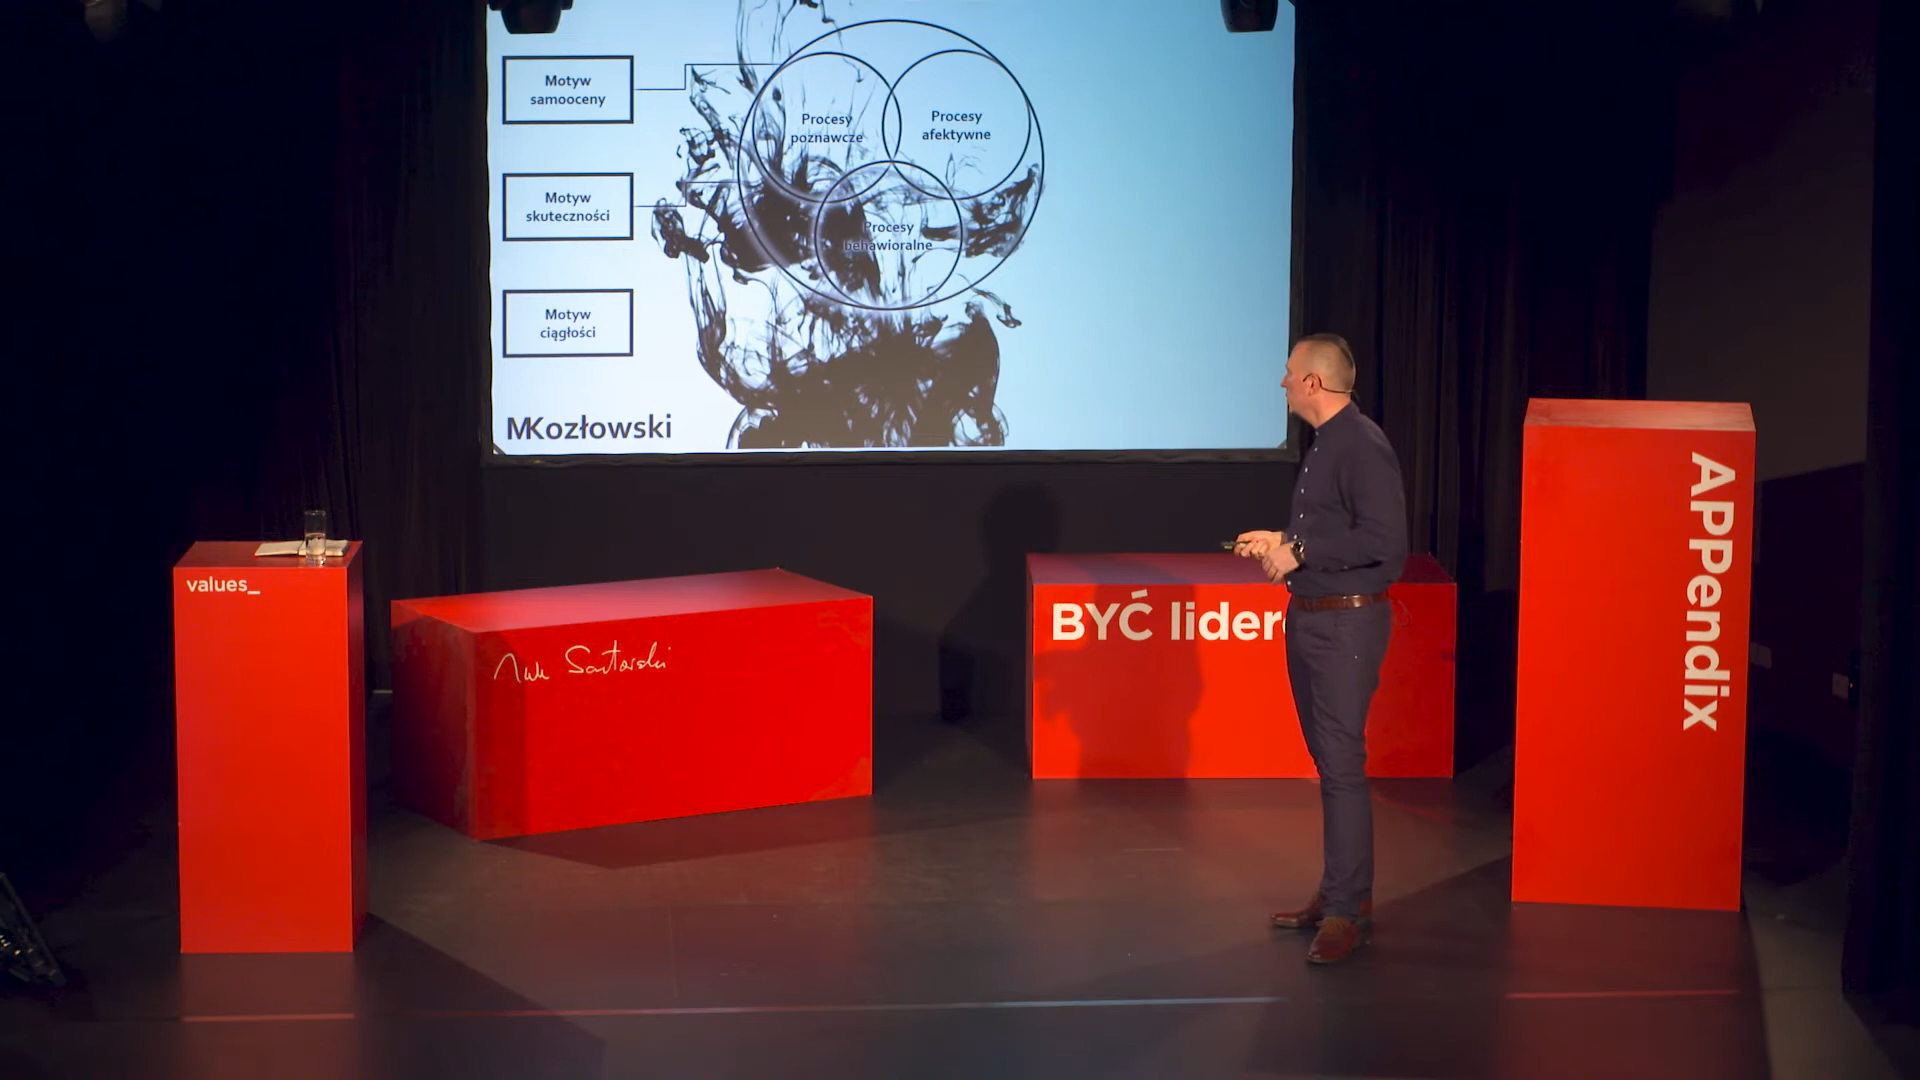 Motyw
samooceny
Procesy
poznawcze
Procesy
afektywne
Motyw
skuteczności
Procesy
behawioralne
Motyw
ciągłości
MKozłowski
values_
BYĆ lider
APPendix